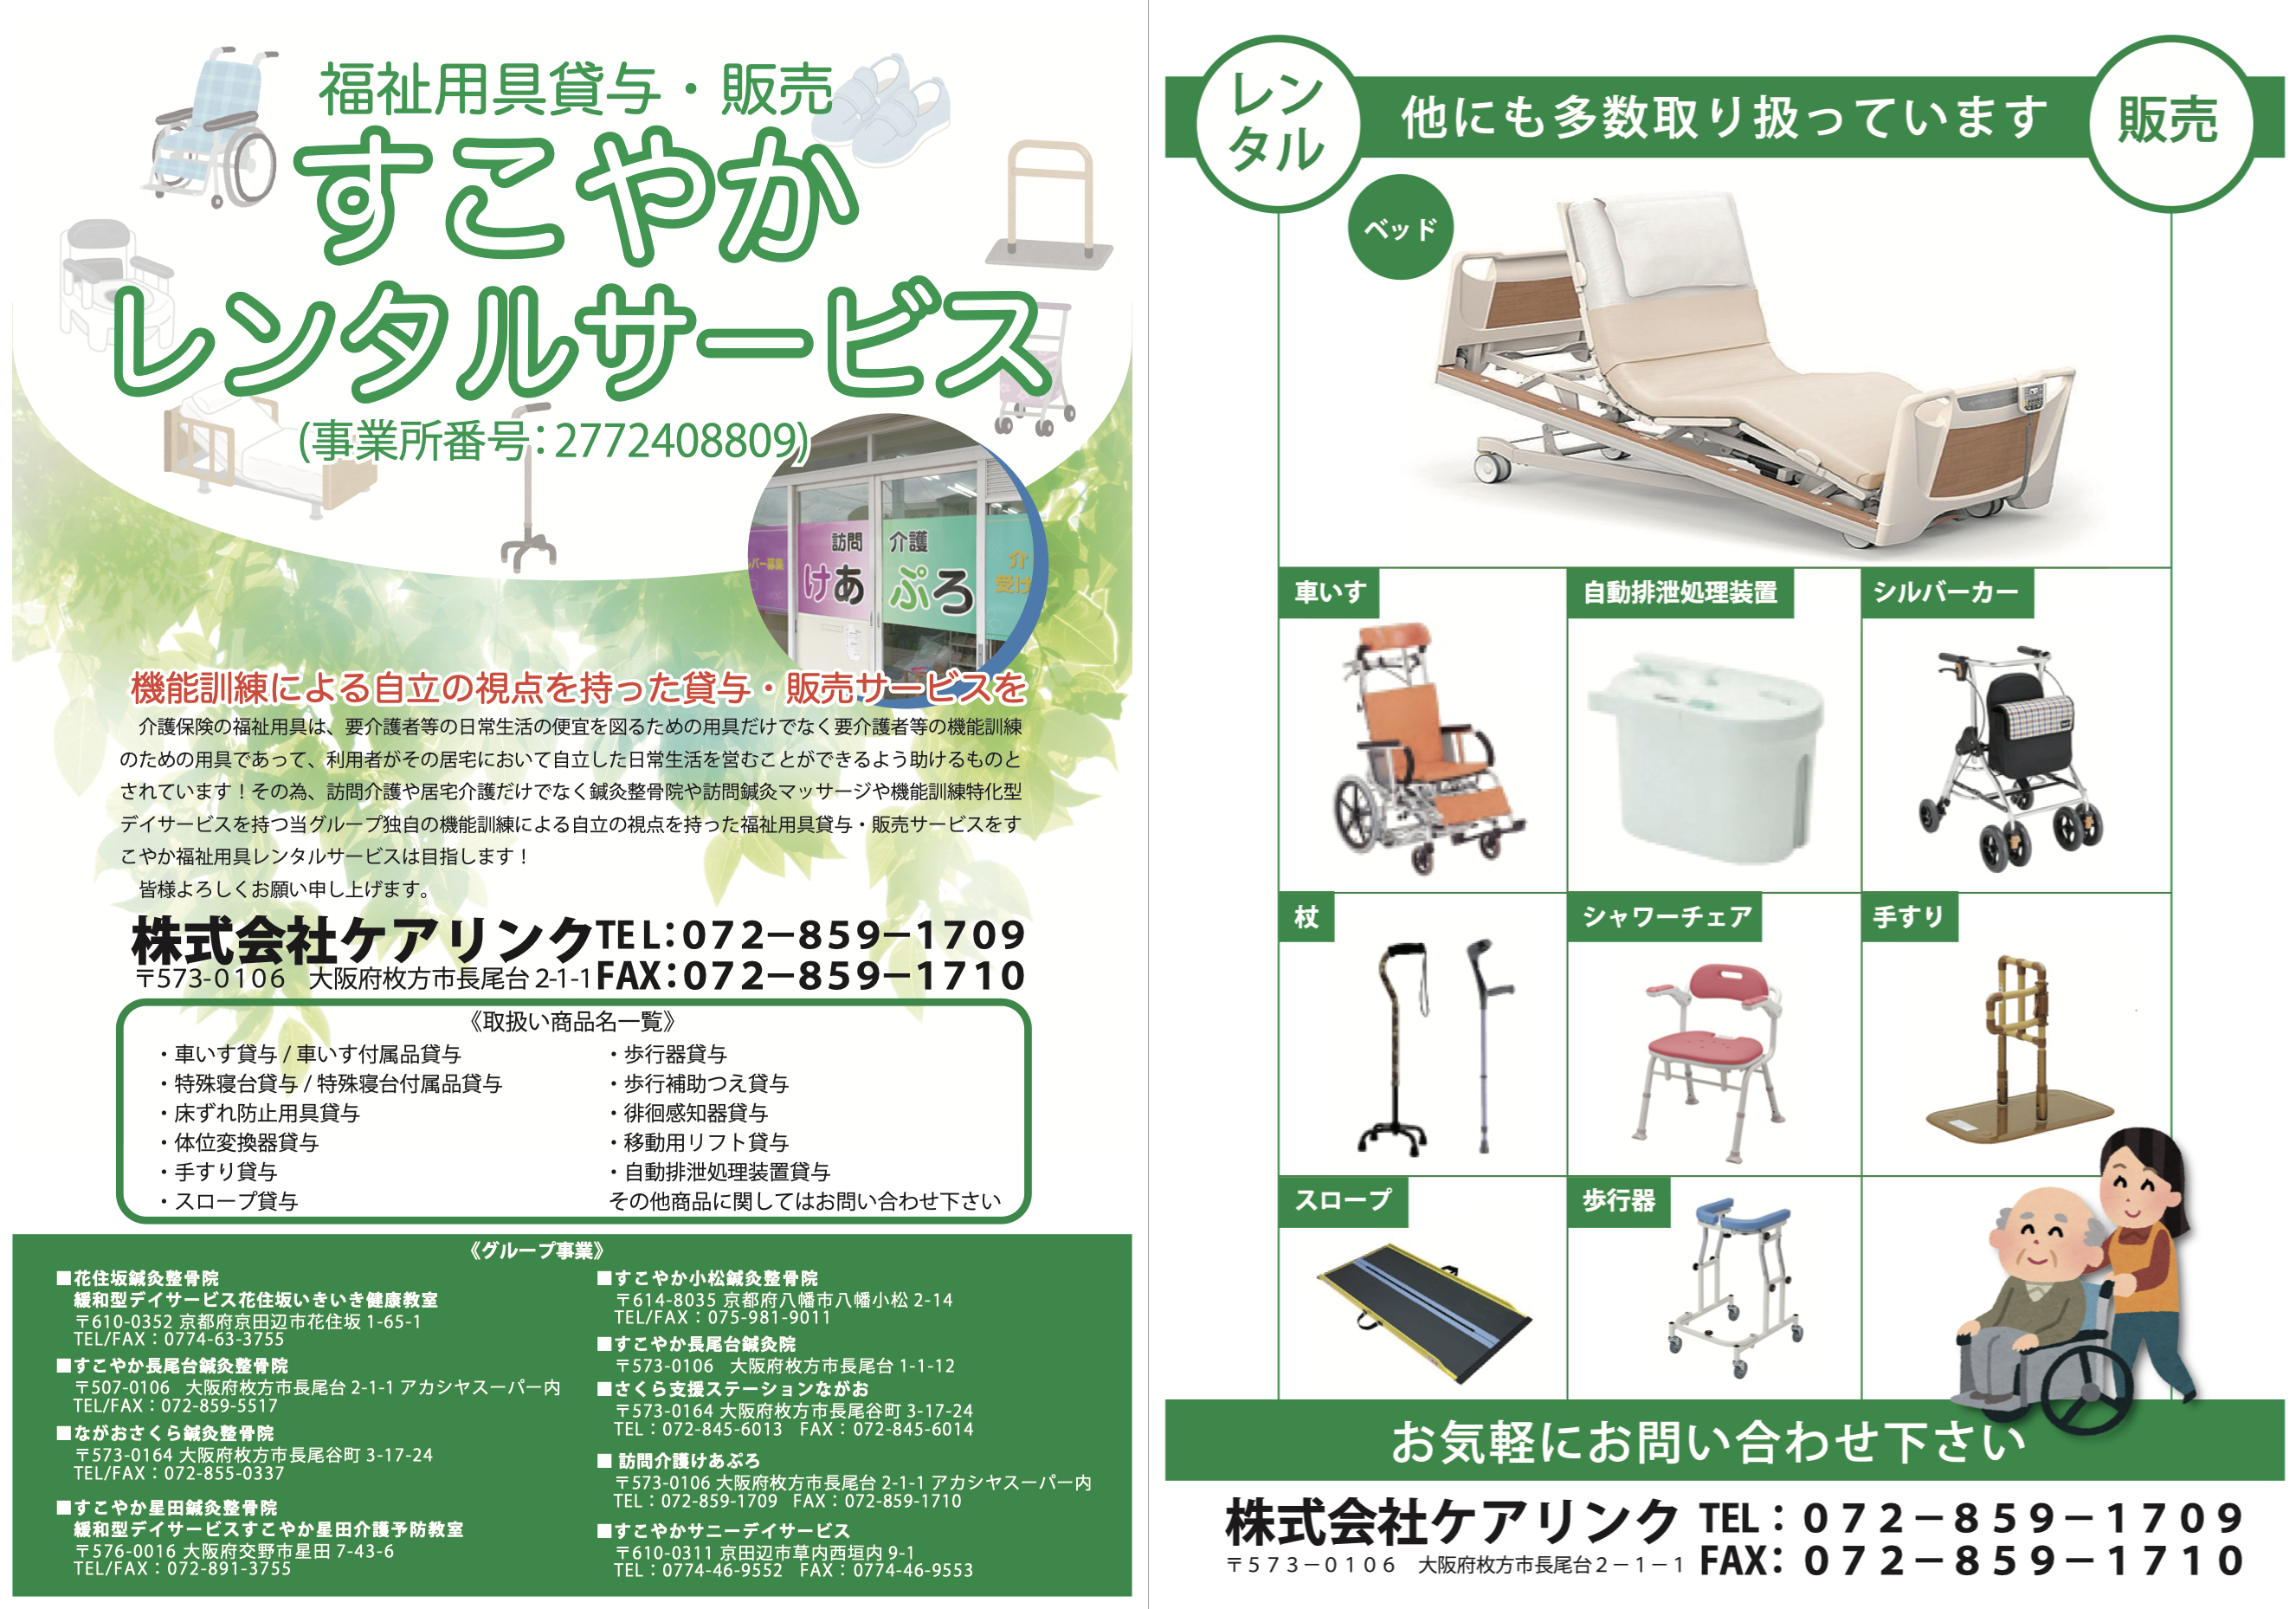 福祉用具貸与・販売
すこやか
レンタルサービス
(事業所番号：2772408809)
訪問 介護
けあ ぷろ
機能訓練による自立の視点を持った貸与・販売サービスを
介護保険の福祉用具は、要介護者等の日常生活の便宜を図るための用具だけでなく要介護者等の機能訓練
のための用具であって、利用者がその居宅において自立した日常生活を営むことができるよう助けるものと
されています！その為、訪問介護や居宅介護だけでなく鍼灸整骨院や訪問鍼灸マッサージや機能訓練特化型
デイサービスを持つ当グループ独自の機能訓練による自立の視点を持った福祉用具貸与・販売サービスをす
こやか福祉用具レンタルサービスは目指します！
皆様よろしくお願い申し上げます。
株式会社ケアリンク TEL：072－859－1709
〒573-0106　大阪府枚方市長尾台 2-1-1 FAX：072－859－1710
《取扱い商品名一覧》
・車いす貸与 / 車いす付属品貸与
・特殊寝台貸与 / 特殊寝台付属品貸与
・床ずれ防止用具貸与
・体位変換器貸与
・手すり貸与
・スロープ貸与
・歩行器貸与
・歩行補助つえ貸与
・徘徊感知器貸与
・移動用リフト貸与
・自動排泄処理装置貸与
その他商品に関してはお問い合わせ下さい
《グループ事業》
■花住坂鍼灸整骨院
緩和型デイサービス花住坂いきいき健康教室
〒610-0352 京都府京田辺市花住坂 1-65-1
TEL/FAX：0774-63-3755
■すこやか長尾台鍼灸整骨院
〒507-0106　大阪府枚方市長尾台 2-1-1 アカシヤスーパー内
TEL/FAX：072-859-5517
■ながおさくら鍼灸整骨院
〒573-0164 大阪府枚方市長尾谷町 3-17-24
TEL/FAX：072-855-0337
■すこやか星田鍼灸整骨院
緩和型デイサービスすこやか星田介護予防教室
〒576-0016 大阪府交野市星田 7-43-6
TEL/FAX：072-891-3755
■すこやか小松鍼灸整骨院
〒614-8035 京都府八幡市八幡小松 2-14
TEL/FAX：075-981-9011
■すこやか長尾台鍼灸院
〒573-0106　大阪府枚方市長尾台 1-1-12
■さくら支援ステーションながお
〒573-0164 大阪府枚方市長尾谷町 3-17-24
TEL：072-845-6013　FAX：072-845-6014
■ 訪問介護けあぷろ
〒573-0106 大阪府枚方市長尾台 2-1-1 アカシヤスーパー内
TEL：072-859-1709　FAX：072-859-1710
■すこやかサニーデイサービス
〒610-0311 京田辺市草内西垣内 9-1
TEL：0774-46-9552　FAX：0774-46-9553
レン
タル
他にも多数取り扱っています
販売
ベッド
車いす
自動排泄処理装置
シルバーカー
杖
シャワーチェア
手すり
スロープ
歩行器
お気軽にお問い合わせ下さい
株式会社ケアリンク TEL：０７２－８５９－１７０９
〒５７３－０１０６　大阪府枚方市長尾台２－１－１ FAX：０７２－８５９－１７１０